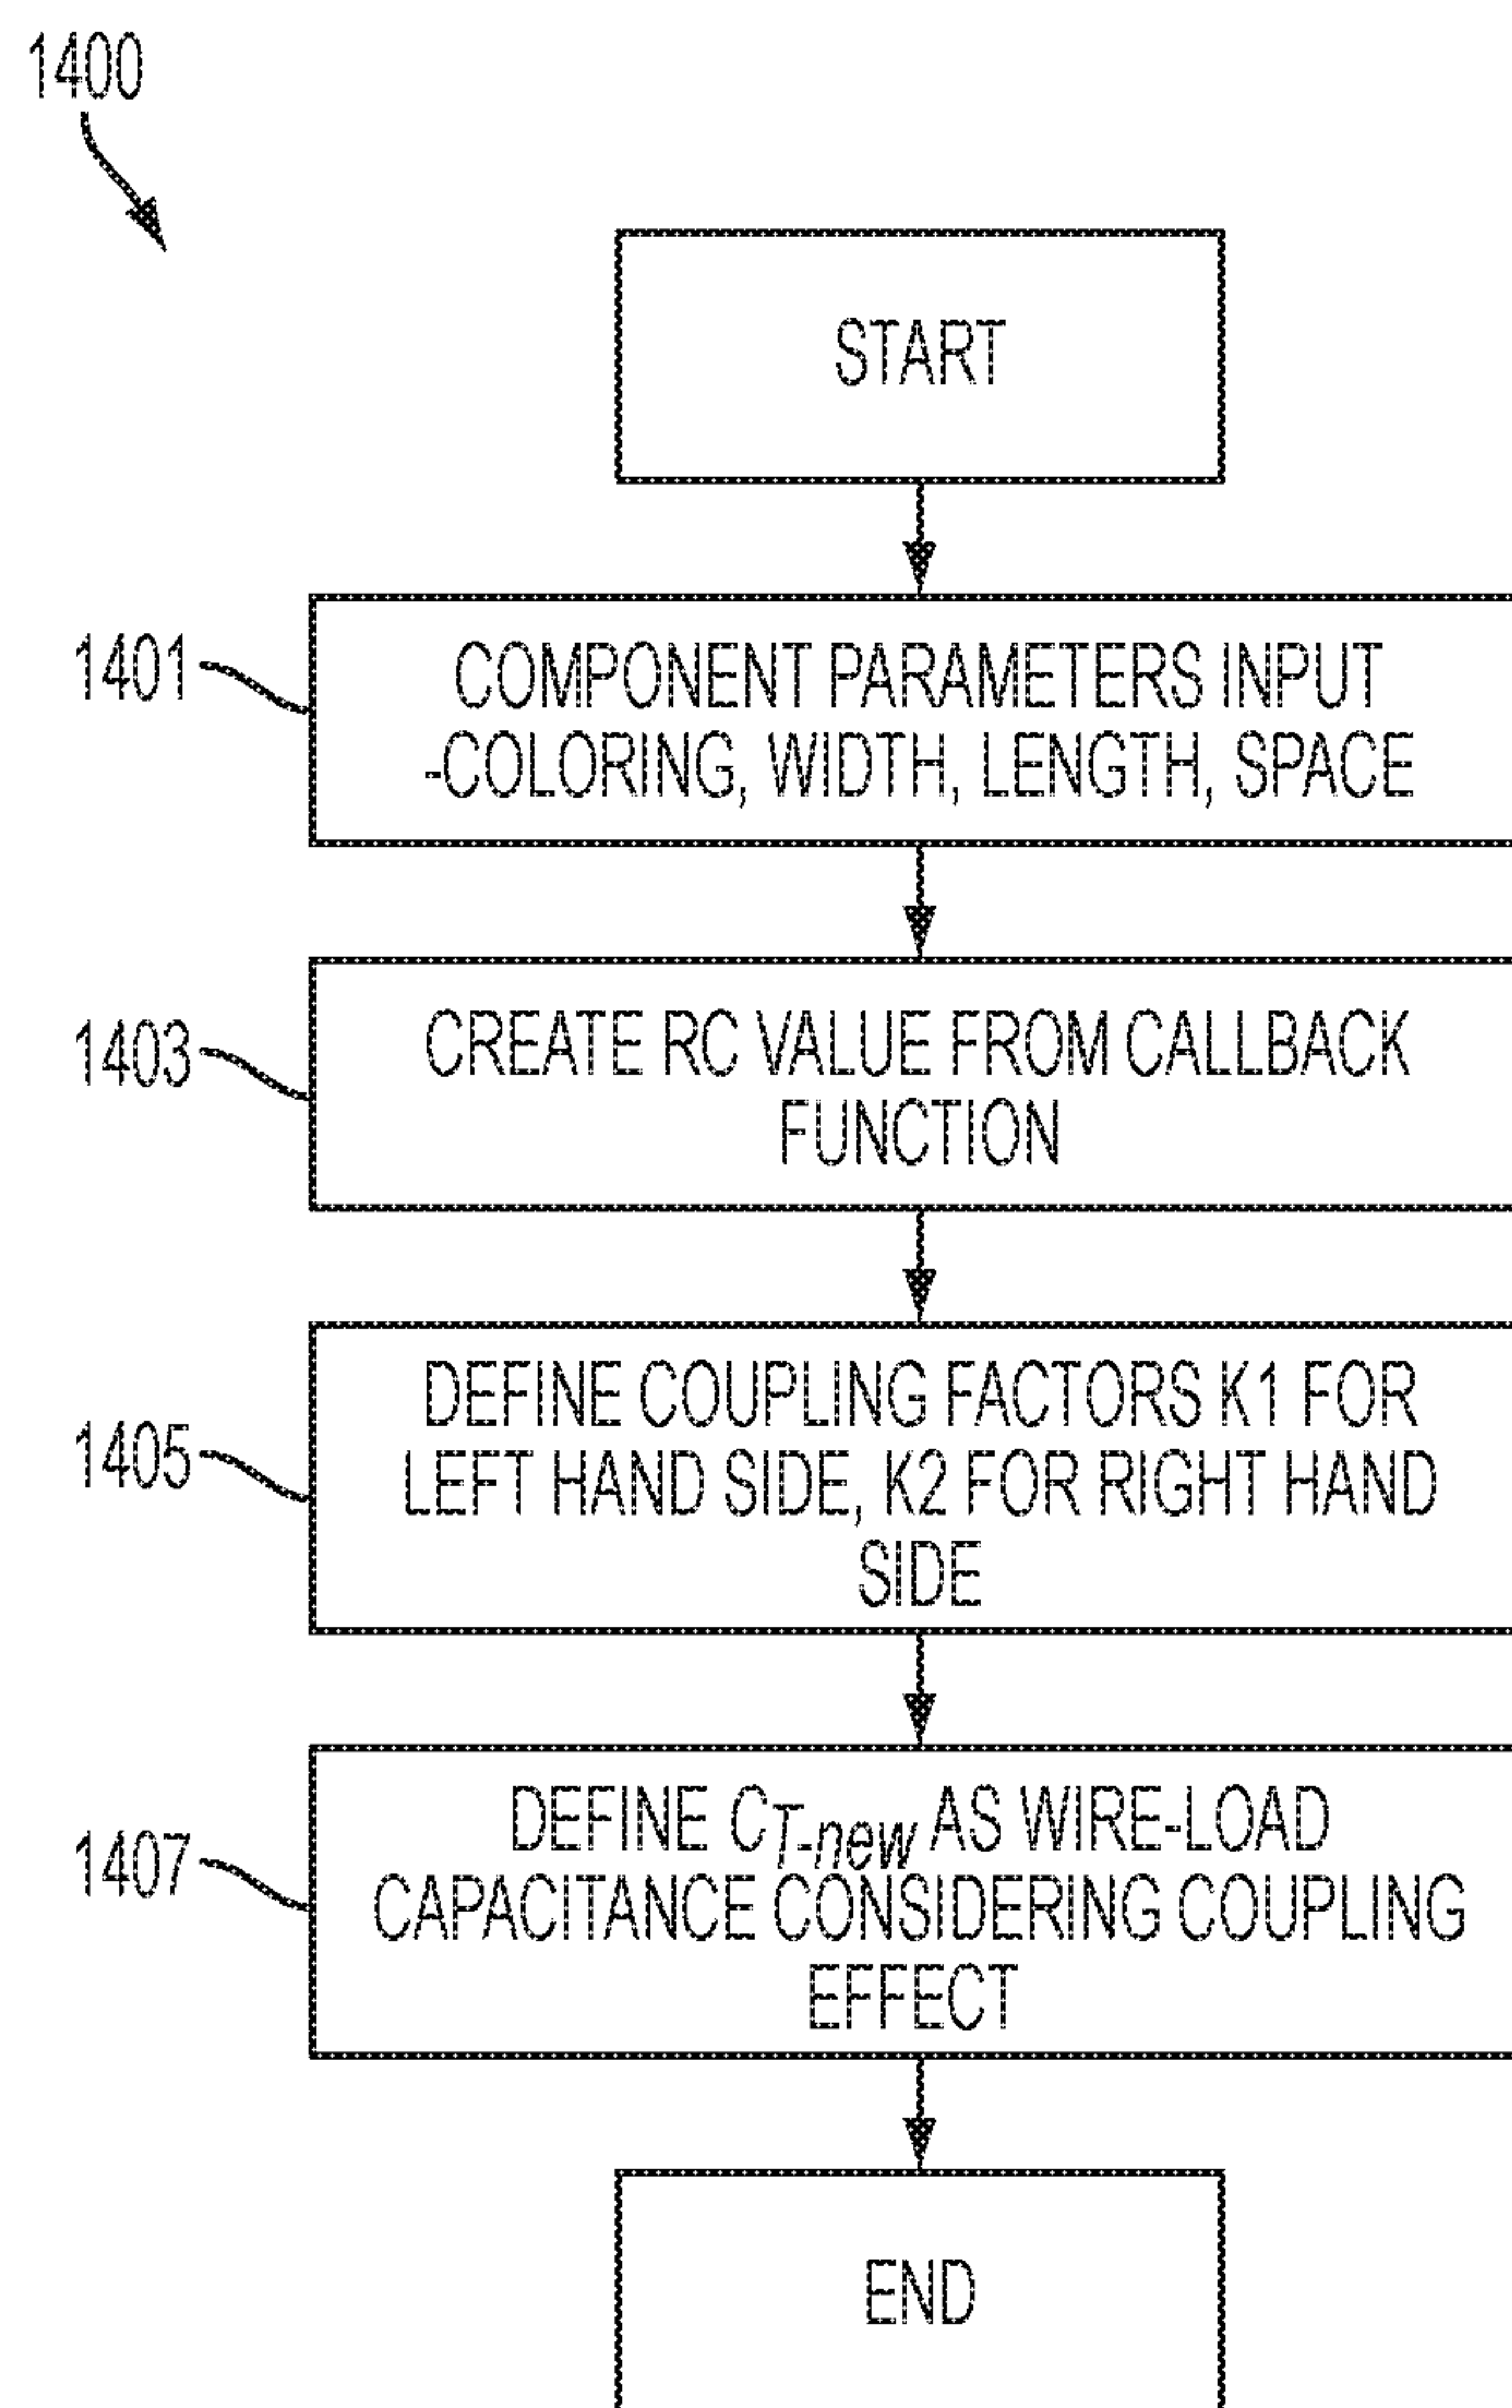 1400
START
1401
COMPONENT PARAMETERS INPUT
-COLORING, WIDTH, LENGTH, SPACE
1403
CREATE RC VALUE FROM CALLBACK
FUNCTION
1405
DEFINE COUPLING FACTORS K1 FOR
LEFT HAND SIDE, K2 FOR RIGHT HAND
SIDE
1407
DEFINE CT-new AS WIRE-LOAD
CAPACITANCE CONSIDERING COUPLING
EFFECT
END